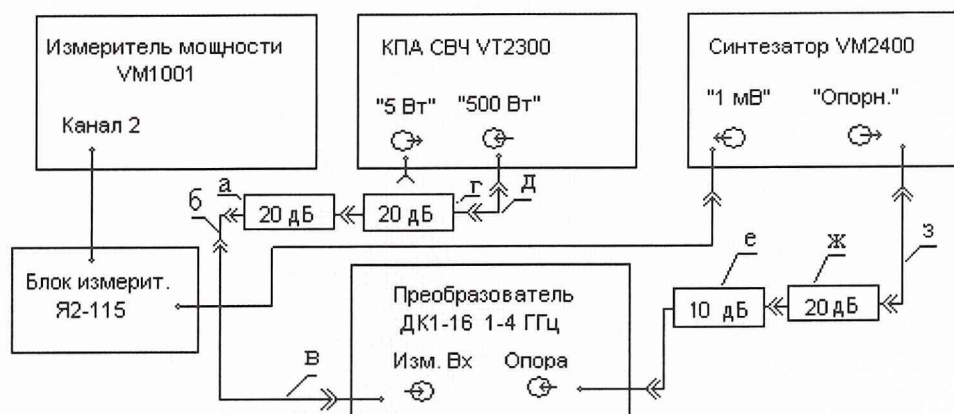 Измеритель мощности
VM1001
Канал 2
КПА СВЧ VT2300
"5 Вт" "500 Вт"
Синтезатор VM2400
"1 мВ" "Опорн."
а
б
20 дБ
20 дБ
г
д
Блок измерит.
Я2-115
в
Преобразователь
ДК1-16 1-4 ГГц
Изм. Вх Опора
е
ж
з
10 дБ
20 дБ